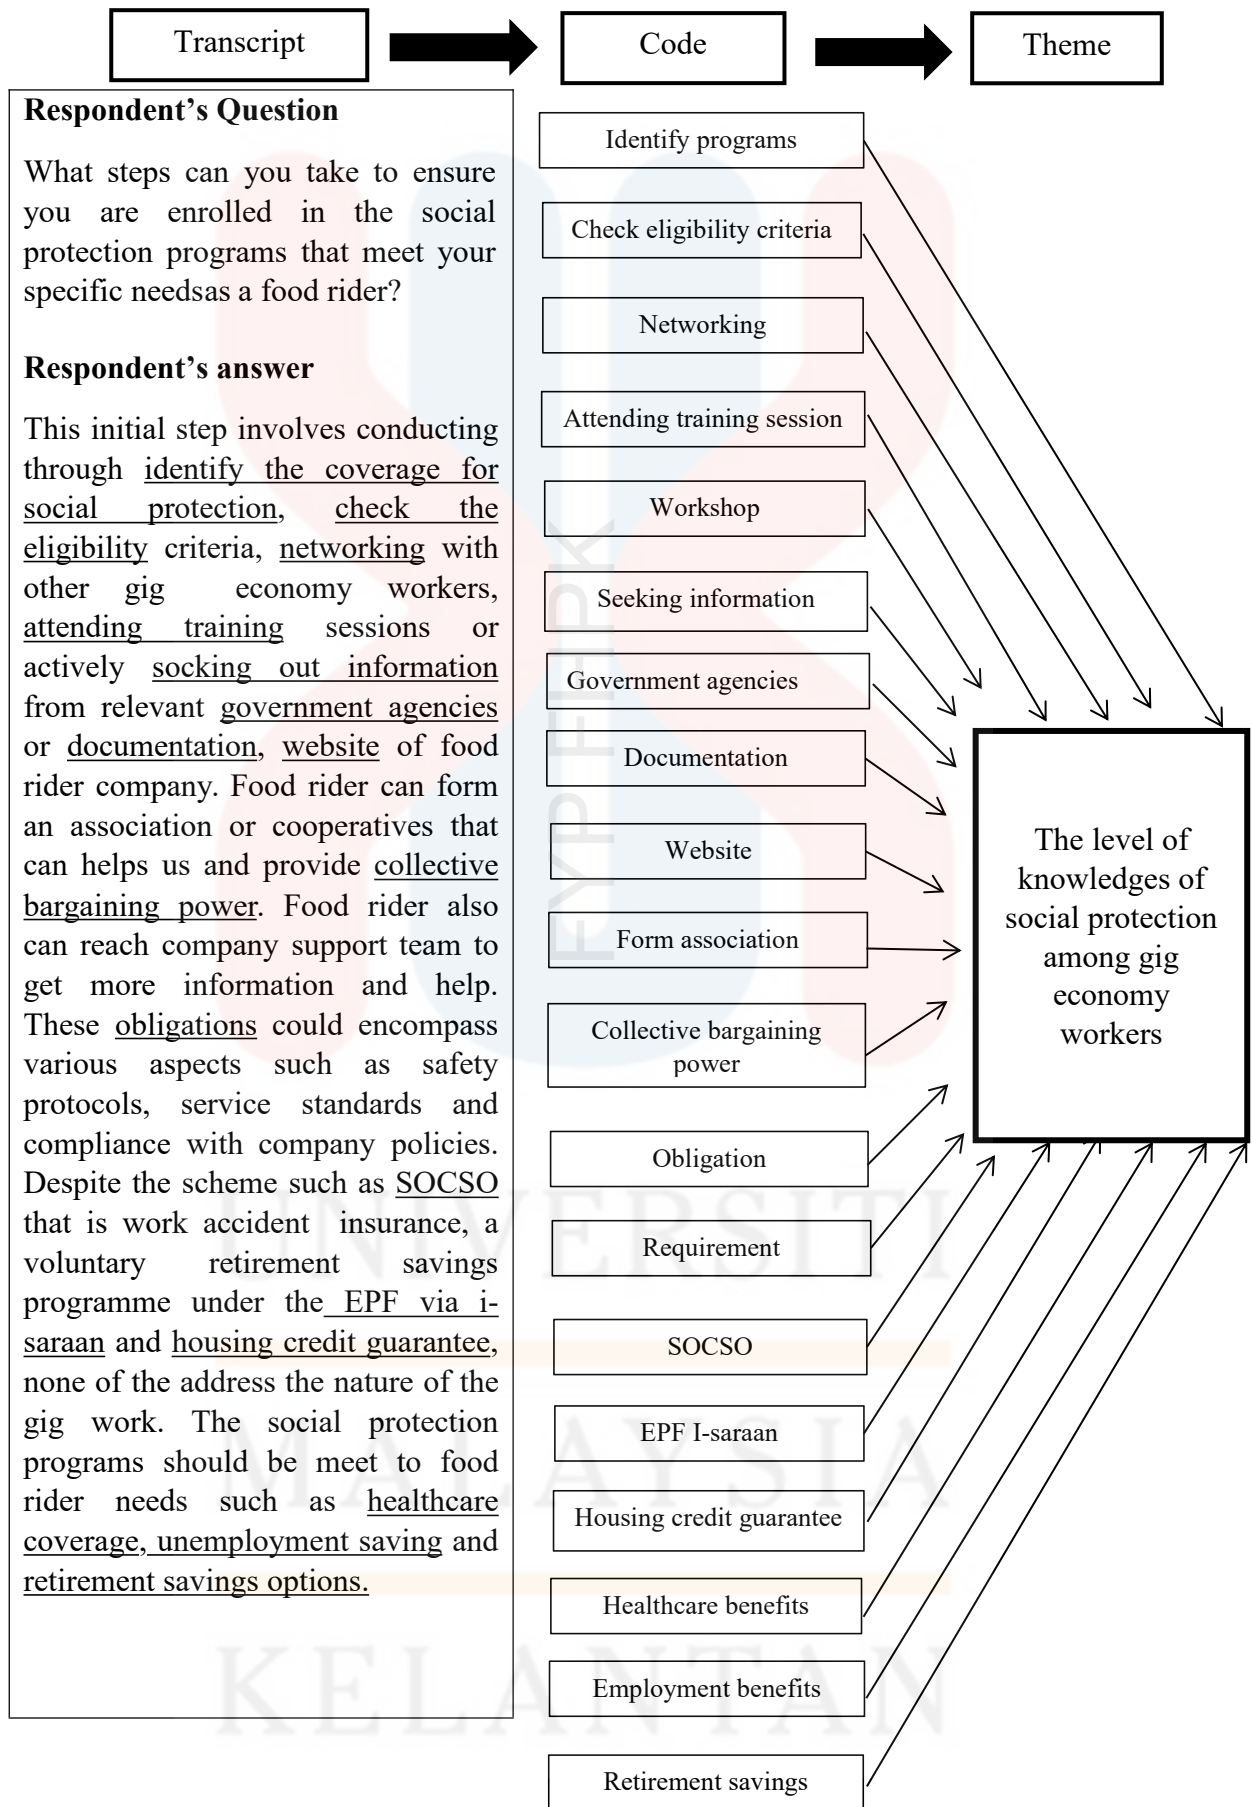 Transcript
Code
Theme
Respondent's Question
What steps can you take to ensure
you are enrolled in the social
protection programs that meet your
specific needsas a food rider?
Respondent's answer
This initial step involves conducting
through identify the coverage for
social protection, check the
eligibility criteria, networking with
other gig economy workers,
attending training sessions or
actively socking out information
from relevant government agencies
or documentation, website of food
rider company. Food rider can form
an association or cooperatives that
can helps us and provide collective
bargaining power. Food rider also
can reach company support team to
get more information and help.
These obligations could encompass
various aspects such as safety
protocols, service standards and
compliance with company policies.
Despite the scheme such as SOCSO
that is work accident insurance, a
voluntary retirement savings
programme under the EPF via i-
saraan and housing credit guarantee,
none of the address the nature of the
gig work. The social protection
programs should be meet to food
rider needs such as healthcare
coverage, unemployment saving and
retirement savings options.
Identify programs
Check eligibility criteria
Networking
Attending training session
Workshop
Seeking information
Government agencies
Documentation
Website
Form association
Collective bargaining
power
Obligation
Requirement
SOCSO
EPF I-saraan
Housing credit guarantee
Healthcare benefits
Employment benefits
Retirement savings
The level of
knowledges of
social protection
among gig
economy
workers
FYP FHPK
UNIVERSITI
MALAYSIA
KELANTAN